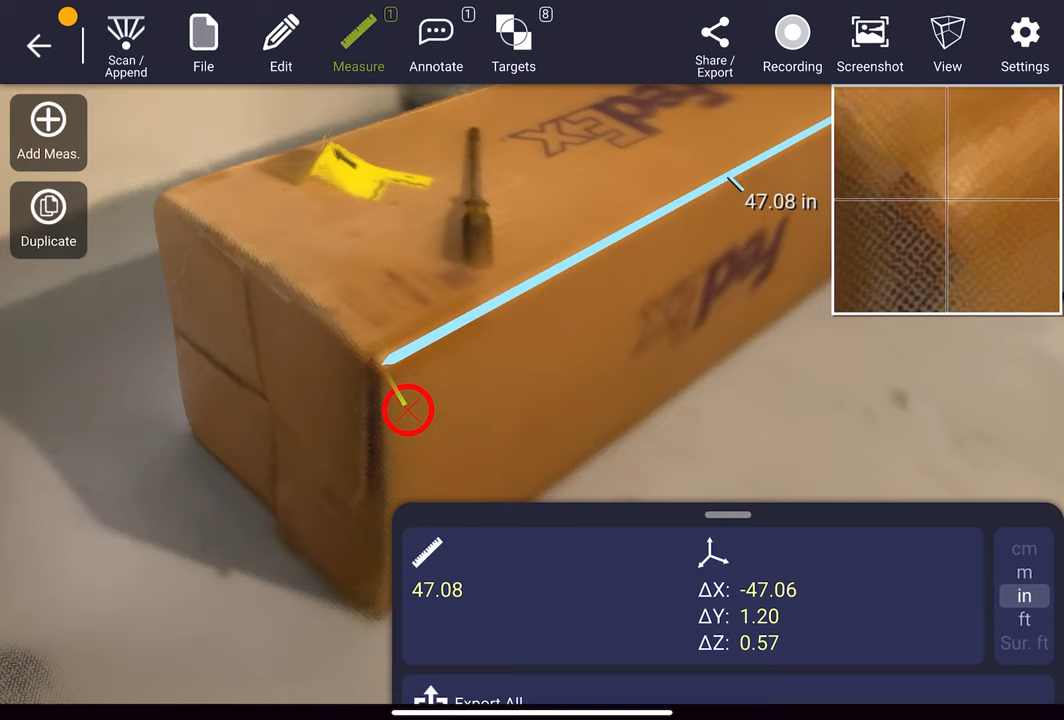 Scan /
Append
File
Edit
Measure
1
Annotate
1
Targets
8
Share /
Export
Recording
Screenshot
View
Settings
Add Meas.
Duplicate
47.08 in
47.08
ΔX: -47.06
ΔY: 1.20
ΔZ: 0.57
cm
m
in
ft
Sur. ft
Export All